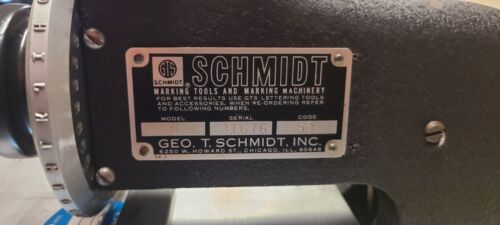 GTS SCHMIDT
SCHMIDT ®
MARKING TOOLS AND MARKING MACHINERY
FOR BEST RESULTS USE GTS LETTERING TOOLS
AND ACCESSORIES. WHEN RE-ORDERING REFER
TO FOLLOWING NUMBERS.
MODEL SERIAL CODE
GEO. T. SCHMIDT, INC.
6250 W. HOWARD ST., CHICAGO, ILL. 60648